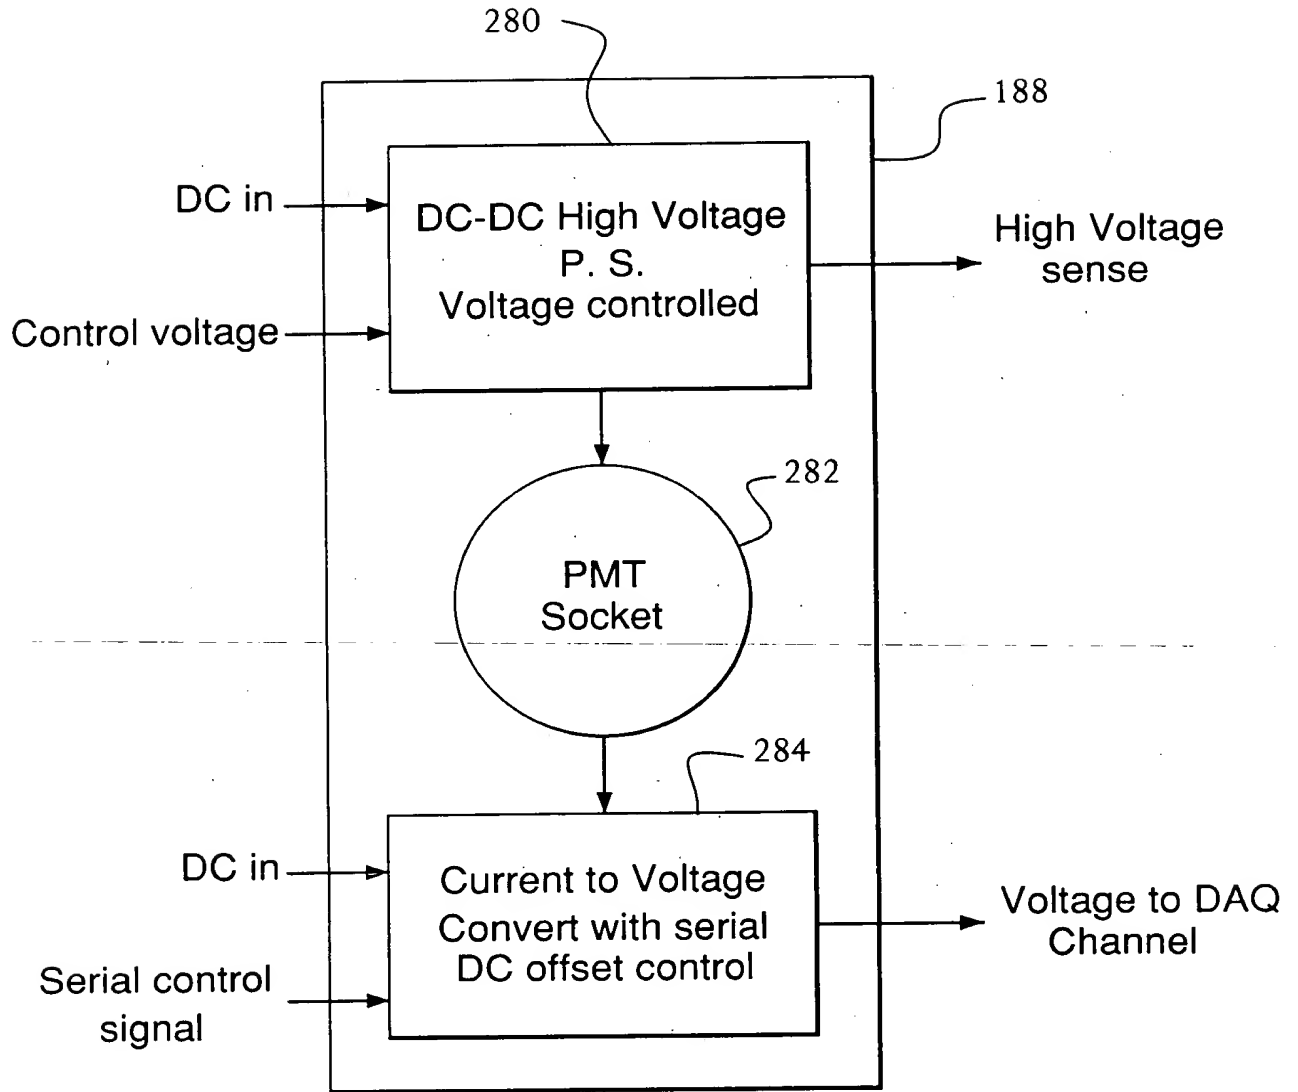 280
188
DC in
DC-DC High Voltage
P. S.
Voltage controlled
High Voltage
sense
Control voltage
282
PMT
Socket
284
DC in
Current to Voltage
Convert with serial
DC offset control
Voltage to DAQ
Channel
Serial control
signal